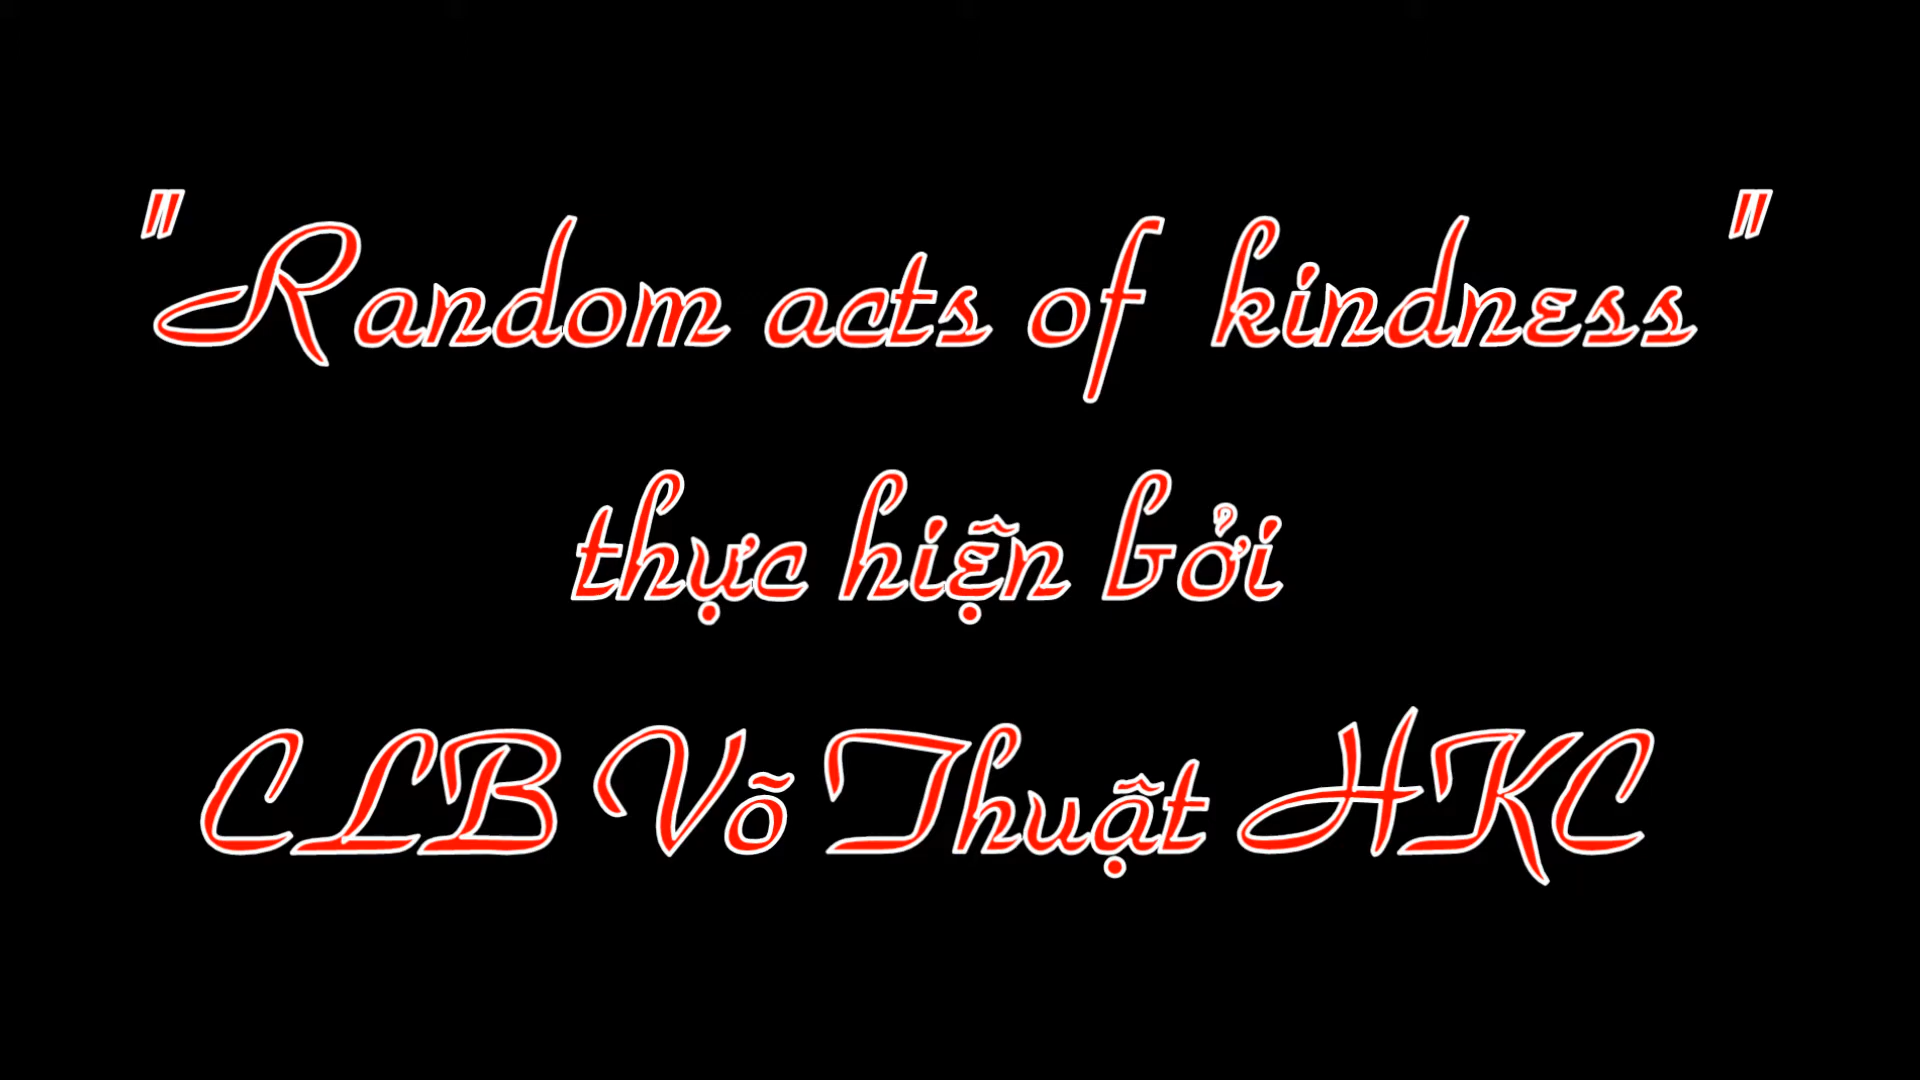 "Random acts of kindness"
thực hiện bởi
CLB Võ Thuật HKC